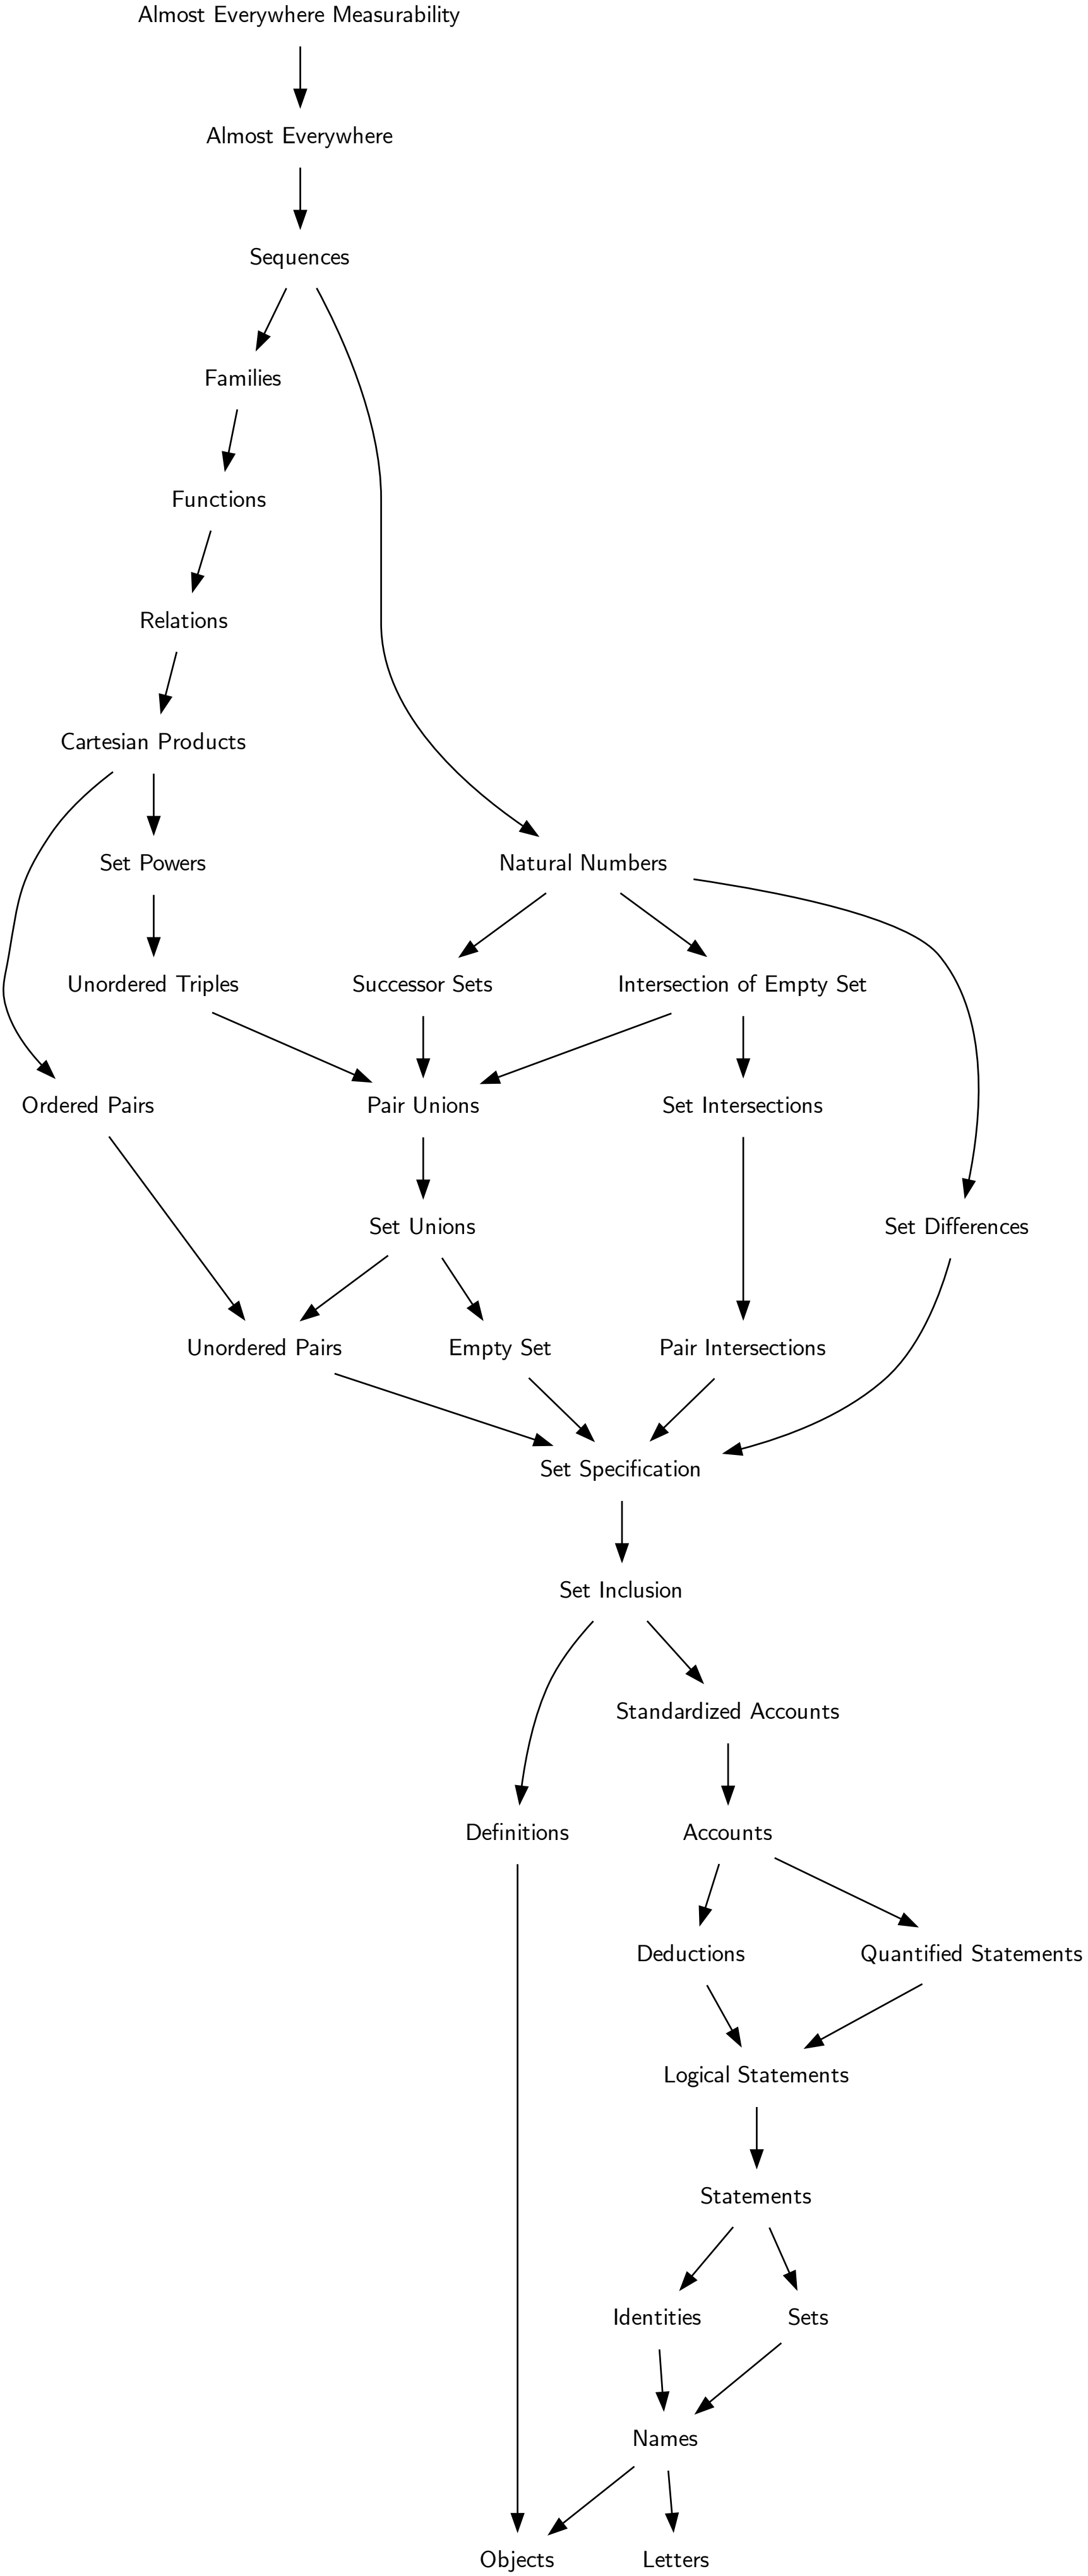 Almost Everywhere Measurability
Almost Everywhere
Sequences
Families
Functions
Relations
Cartesian Products
Set Powers
Natural Numbers
Unordered Triples
Successor Sets
Intersection of Empty Set
Ordered Pairs
Pair Unions
Set Intersections
Set Unions
Set Differences
Unordered Pairs
Empty Set
Pair Intersections
Set Specification
Set Inclusion
Standardized Accounts
Definitions
Accounts
Deductions
Quantified Statements
Logical Statements
Statements
Identities
Sets
Names
Objects
Letters